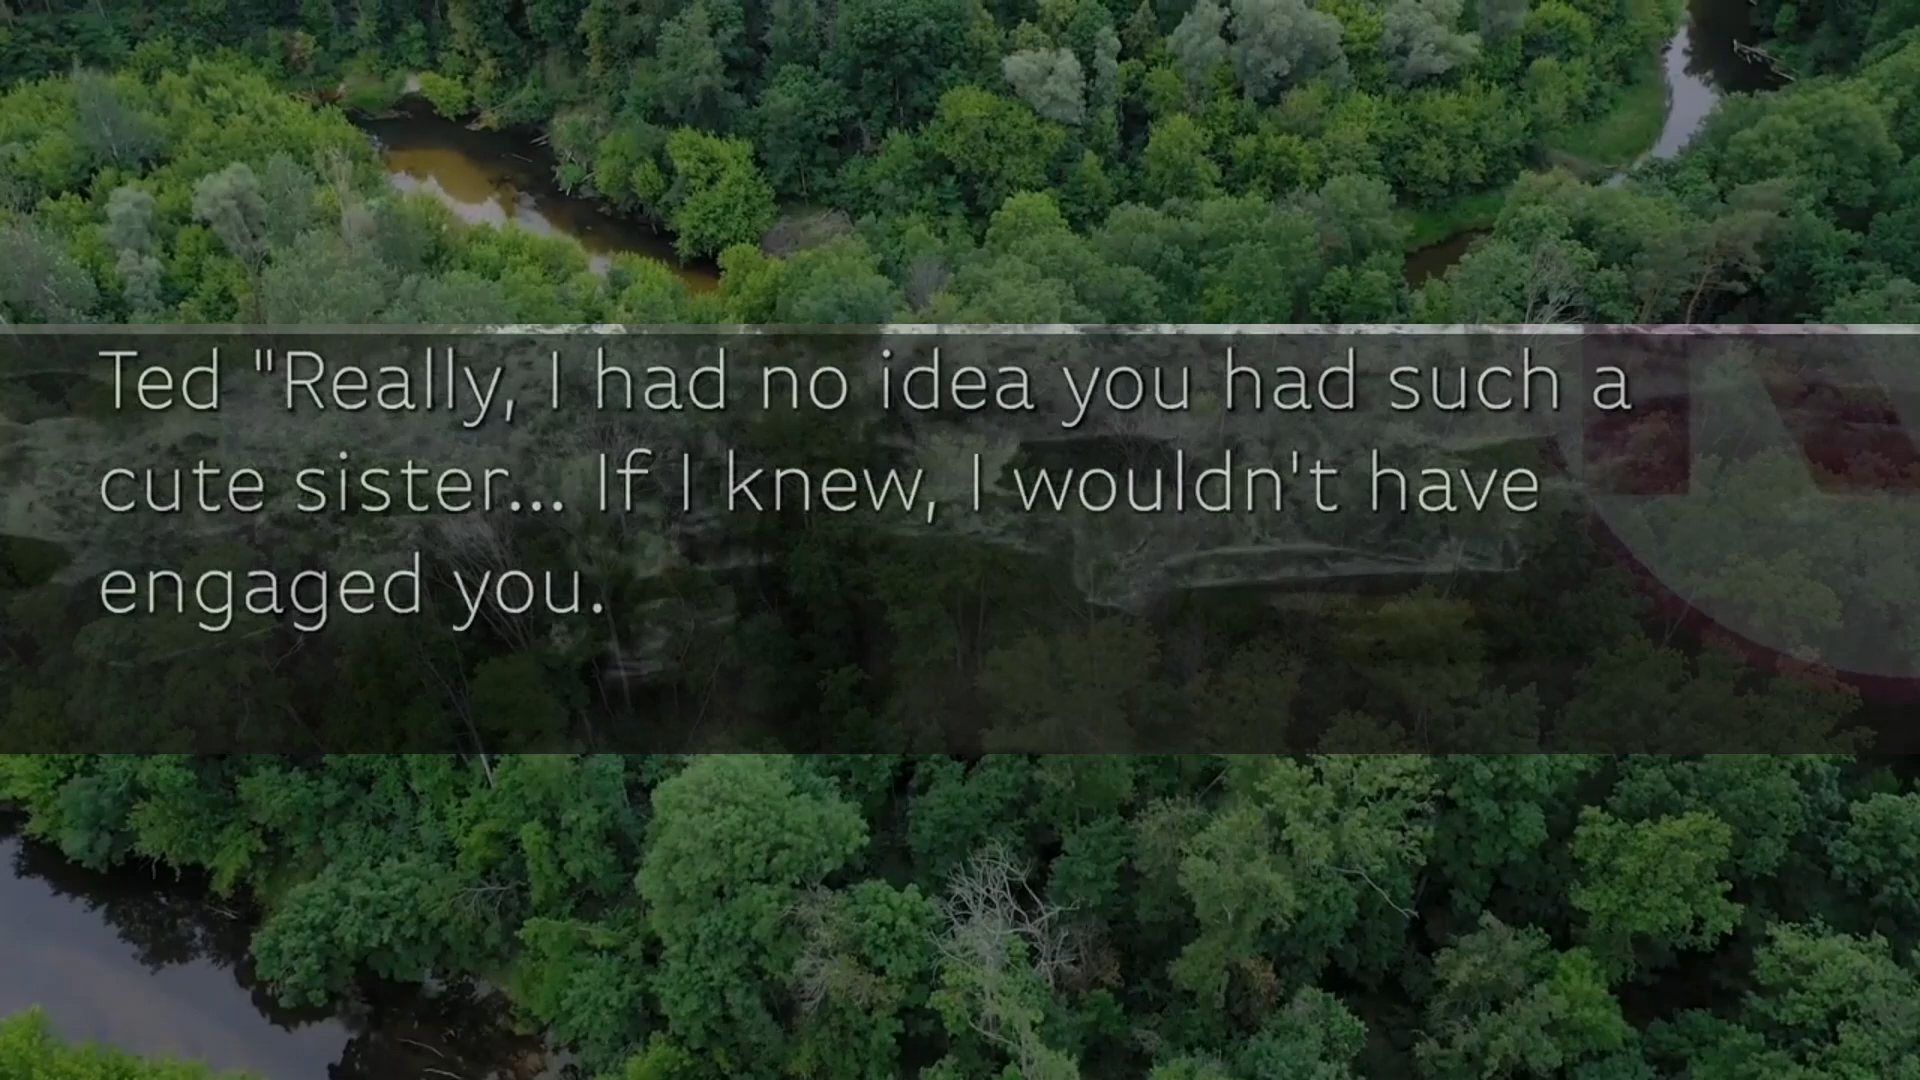 Ted "Really, I had no idea you had such a
cute sister... If I knew, I wouldn't have
engaged you.